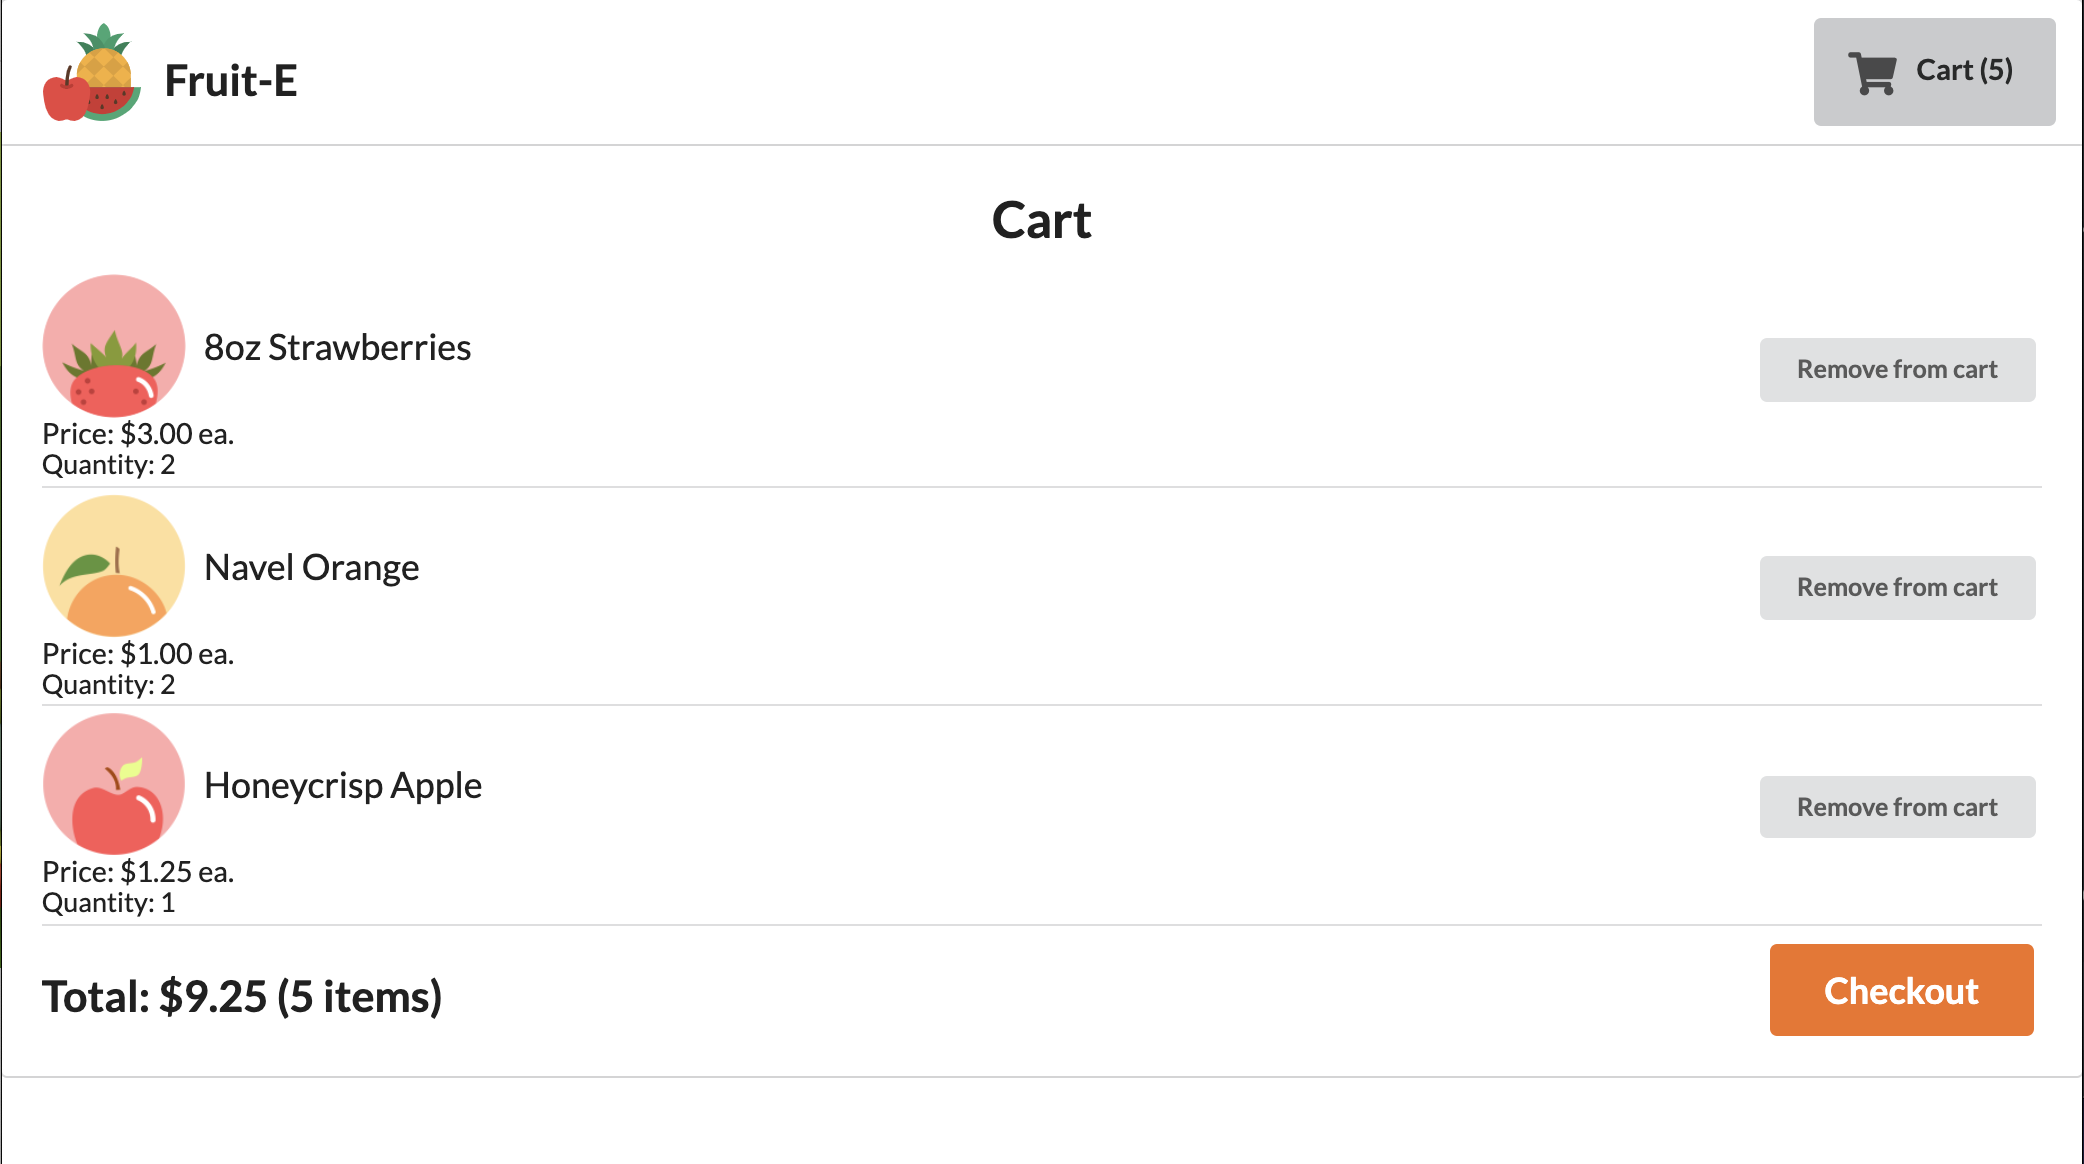 Fruit-E
Cart (5)
Cart
8oz Strawberries
Remove from cart
Price: $3.00 ea.
Quantity: 2
Navel Orange
Remove from cart
Price: $1.00 ea.
Quantity: 2
Honeycrisp Apple
Remove from cart
Price: $1.25 ea.
Quantity: 1
Total: $9.25 (5 items)
Checkout